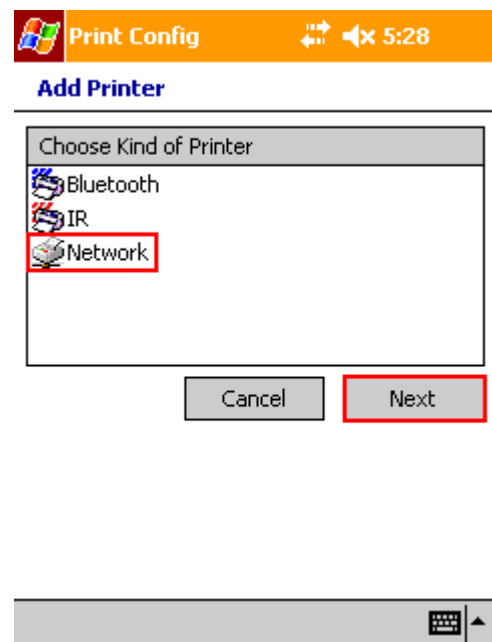 Print Config 5:28
Add Printer
Choose Kind of Printer
Bluetooth
IR
Network
Cancel Next